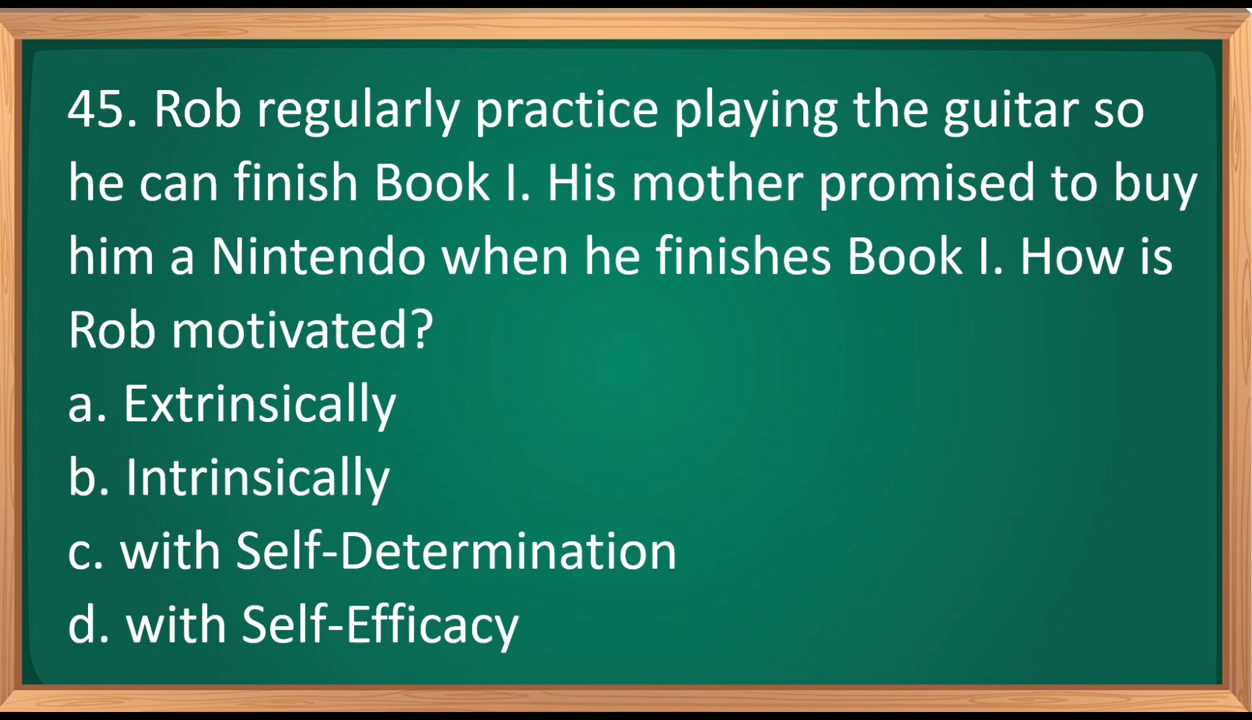 45. Rob regularly practice playing the guitar so
he can finish Book I. His mother promised to buy
him a Nintendo when he finishes Book I. How is
Rob motivated?
a. Extrinsically
b. Intrinsically
c. with Self-Determination
d. with Self-Efficacy